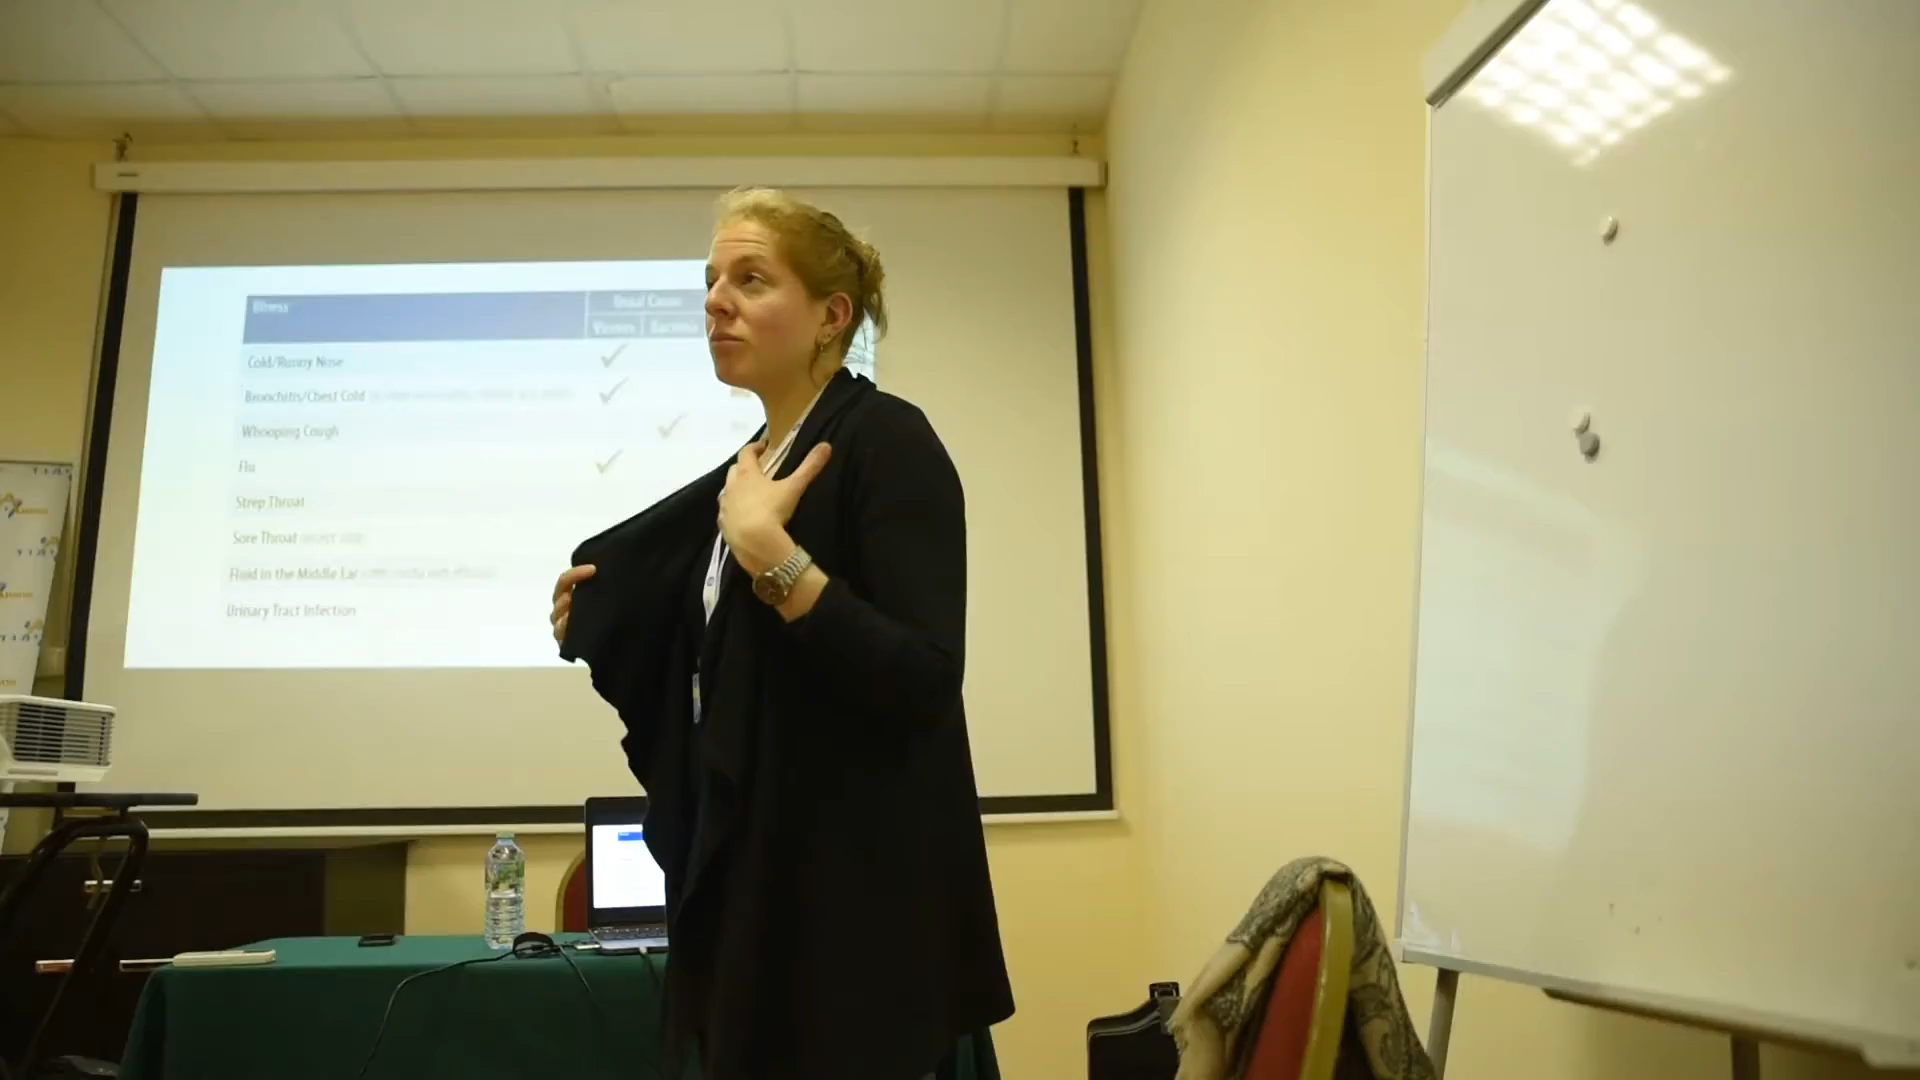 Illness
Usual Cause
Viruses Bacteria
Cold/Runny Nose ✓
Bronchitis/Chest Cold ✓
Whooping Cough ✓
Flu ✓
Strep Throat
Sore Throat
Fluid in the Middle Ear
Urinary Tract Infection